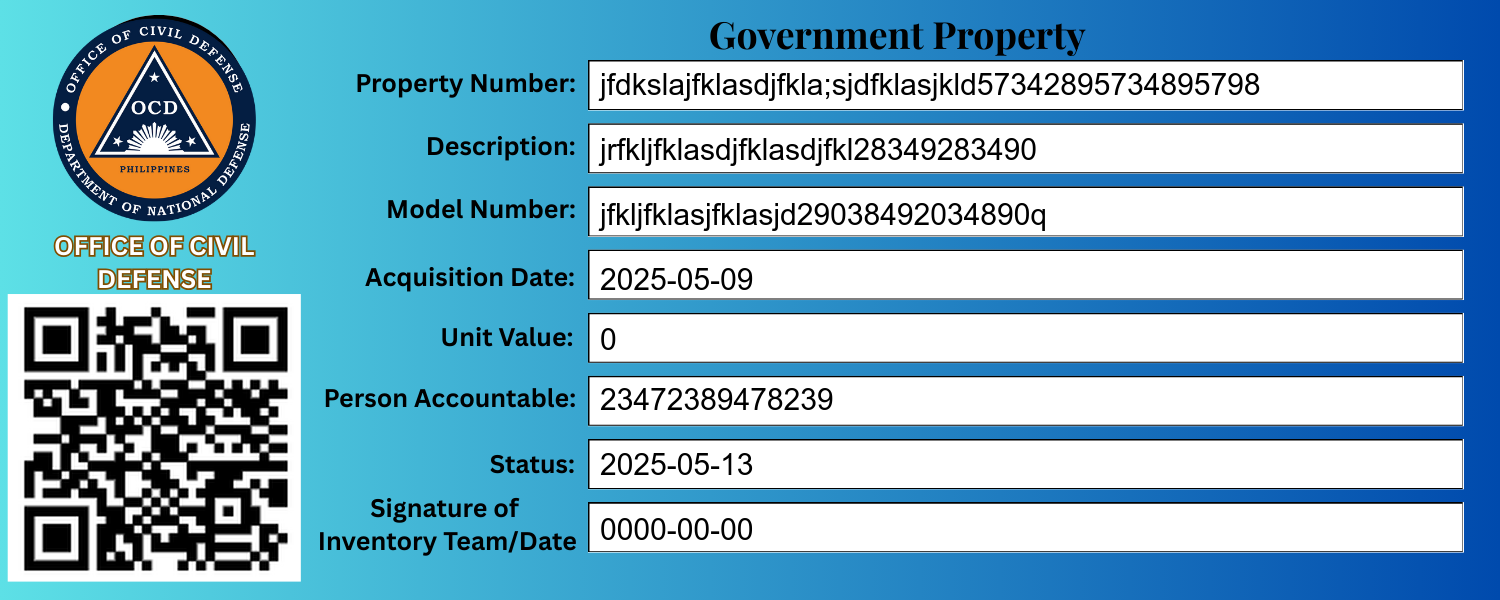 OFFICE OF CIVIL DEFENSE
OCD
PHILIPPINES
DEPARTMENT OF NATIONAL DEFENSE
OFFICE OF CIVIL
DEFENSE
Government Property
Property Number: jfdkslajfklasdjfkla;sjdfklasjkld57342895734895798
Description: jrfkljfklasdjfklasdjfkl28349283490
Model Number: jfkljfklasjfklasjd29038492034890q
Acquisition Date: 2025-05-09
Unit Value: 0
Person Accountable: 23472389478239
Status: 2025-05-13
Signature of
Inventory Team/Date 0000-00-00